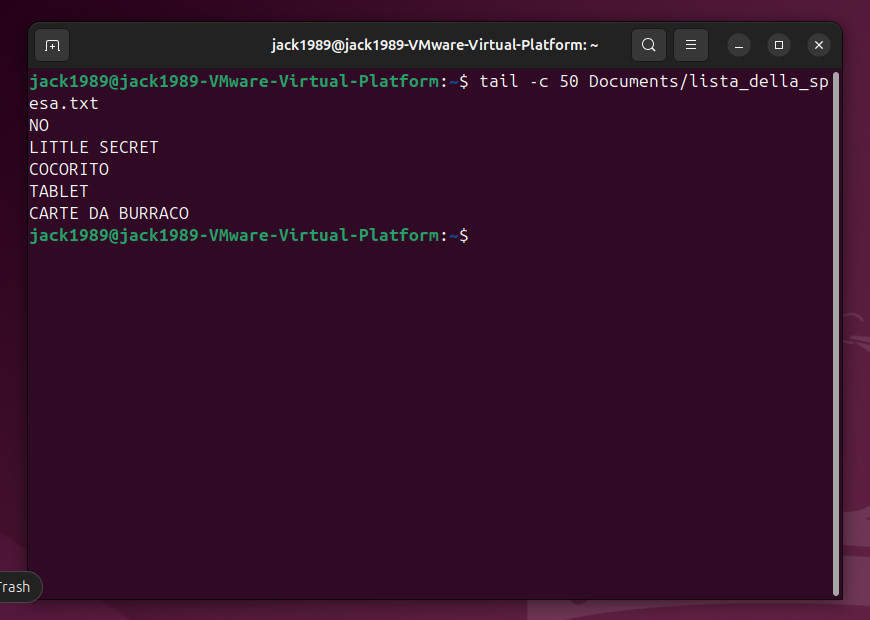 jack1989@jack1989-VMware-Virtual-Platform: ~
jack1989@jack1989-VMware-Virtual-Platform:~$ tail -c 50 Documents/lista_della_sp
esa.txt
NO
LITTLE SECRET
COCORITO
TABLET
CARTE DA BURRACO
jack1989@jack1989-VMware-Virtual-Platform:~$
Trash